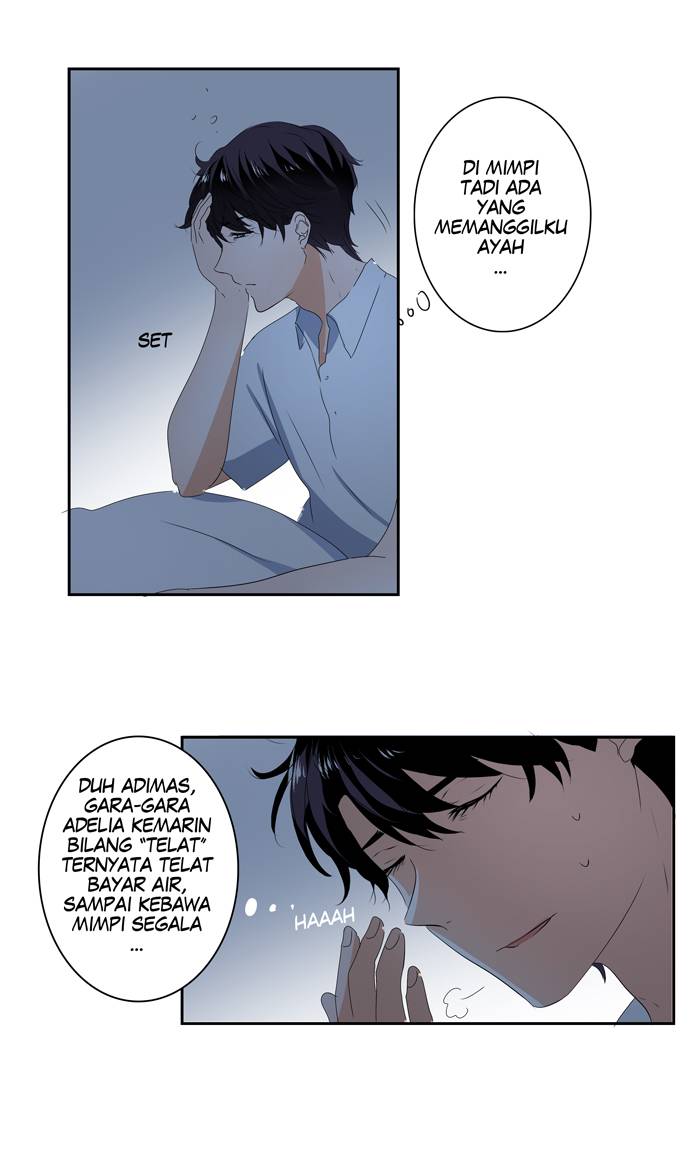 DI MIMPI
TADI ADA
YANG
MEMANGGILKU
AYAH
...
SET
DUH ADIMAS,
GARA-GARA
ADELIA KEMARIN
BILANG "TELAT"
TERNYATA TELAT
BAYAR AIR,
SAMPAI KEBAWA
MIMPI SEGALA
...
HAAAH